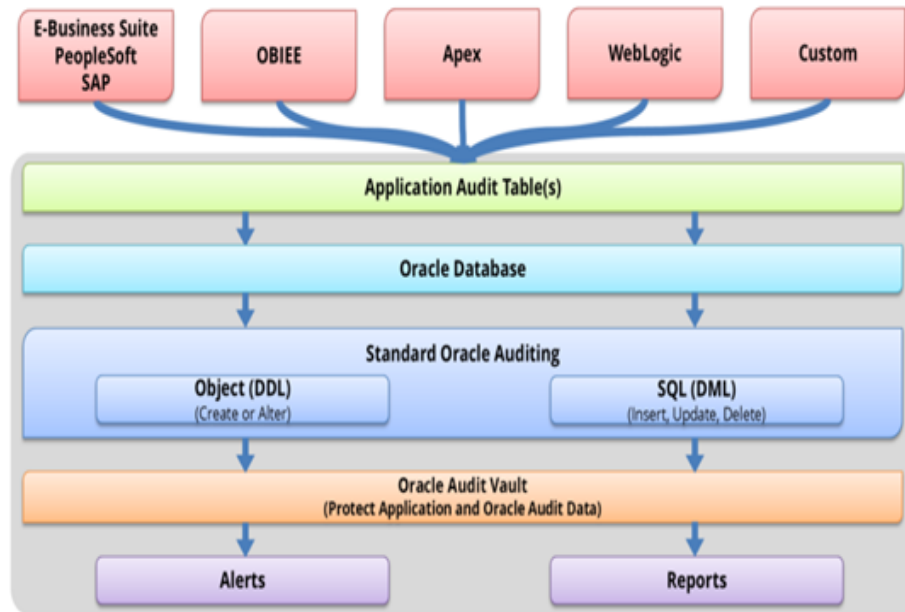 E-Business Suite
PeopleSoft
SAP
OBIEE
Apex
WebLogic
Custom
Application Audit Table(s)
Oracle Database
Standard Oracle Auditing
Object (DDL)
(Create or Alter)
SQL (DML)
(Insert, Update, Delete)
Oracle Audit Vault
(Protect Application and Oracle Audit Data)
Alerts
Reports